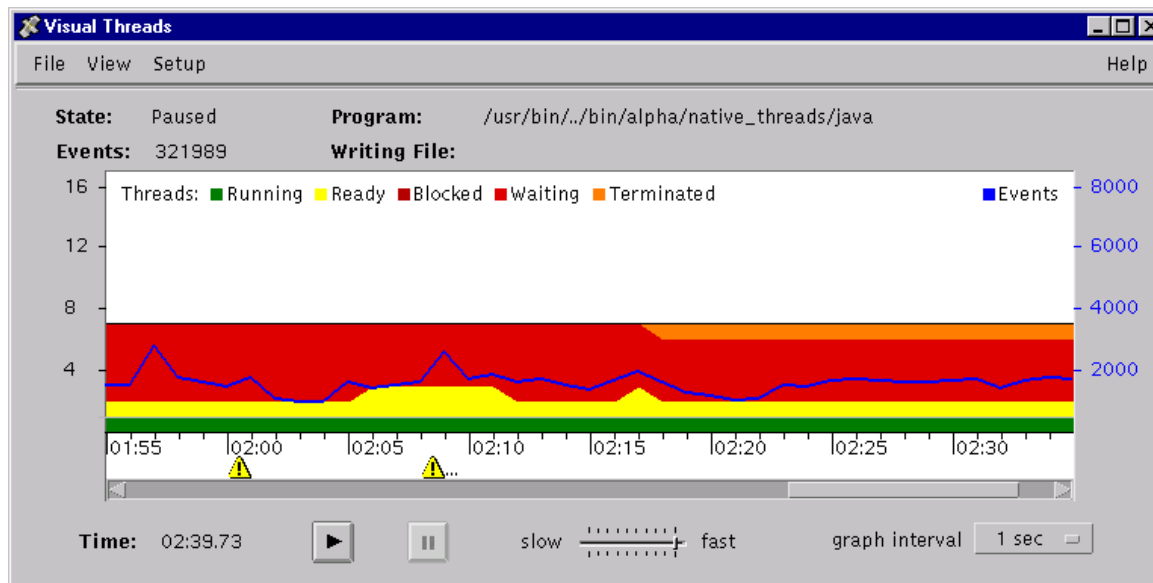 Visual Threads
File View Setup Help
State: Paused Program: /usr/bin/../bin/alpha/native_threads/java
Events: 321989 Writing File:
16 Threads: Running Ready Blocked Waiting Terminated Events 8000
12 6000
8 4000
4 2000
01:55 02:00 02:05 02:10 02:15 02:20 02:25 02:30
...
Time: 02:39.73 slow fast graph interval 1 sec